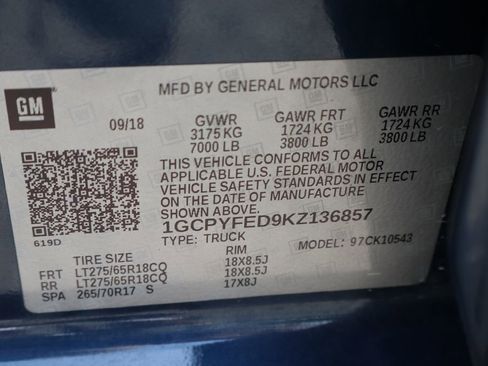 MFD BY GENERAL MOTORS LLC
GM
09/18 GVWR GAWR FRT GAWR RR
3175 KG 1724 KG 1724 KG
7000 LB 3800 LB 3800 LB
THIS VEHICLE CONFORMS TO ALL
APPLICABLE U.S. FEDERAL MOTOR
VEHICLE SAFETY STANDARDS IN EFFECT
ON THE DATE OF MANUFACTURE
SHOWN ABOVE.
1GCPYFED9KZ136857
619D
TYPE: TRUCK MODEL: 97CK10543
TIRE SIZE RIM
FRT LT275/65R18CQ 18X8.5J
RR LT275/65R18CQ 18X8.5J
SPA 265/70R17 S 17X8J